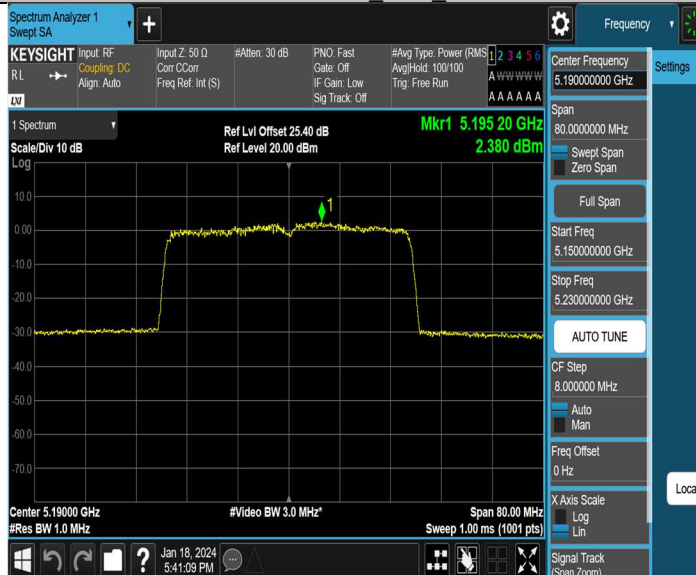 Spectrum Analyzer 1
Swept SA
+
Frequency
KEYSIGHT
RL
LXI
Input: RF
Coupling: DC
Align: Auto
Input Z: 50 Ω
Corr CCorr
Freq Ref: Int (S)
#Atten: 30 dB
PNO: Fast
Gate: Off
IF Gain: Low
Sig Track: Off
#Avg Type: Power (RMS
Avg|Hold: 100/100
Trig: Free Run
1 2 3 4 5 6
A W W W W W
A A A A A A
1 Spectrum
Scale/Div 10 dB
Log
Ref Lvl Offset 25.40 dB
Ref Level 20.00 dBm
Mkr1 5.195 20 GHz
2.380 dBm
1
10.0
0.00
-10.0
-20.0
-30.0
-40.0
-50.0
-60.0
-70.0
Center 5.19000 GHz
#Res BW 1.0 MHz
#Video BW 3.0 MHz*
Span 80.00 MHz
Sweep 1.00 ms (1001 pts)
?
Jan 18, 2024
5:41:09 PM
Center Frequency
5.190000000 GHz
Span
80.0000000 MHz
Swept Span
Zero Span
Full Span
Start Freq
5.150000000 GHz
Stop Freq
5.230000000 GHz
AUTO TUNE
CF Step
8.000000 MHz
Auto
Man
Freq Offset
0 Hz
X Axis Scale
Log
Lin
Signal Track
(Span Zoom)
Settings
Loca